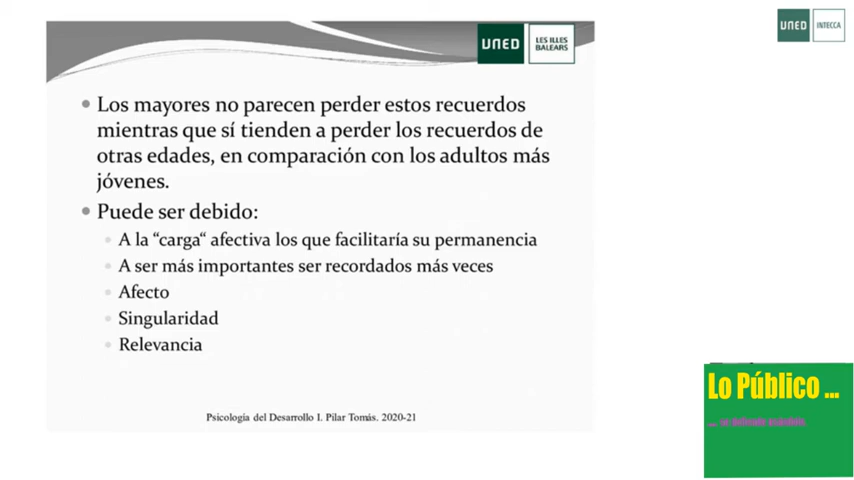 UNED
LES ILLES
BALEARS
UNED
INTECCA
Los mayores no parecen perder estos recuerdos
mientras que sí tienden a perder los recuerdos de
otras edades, en comparación con los adultos más
jóvenes.
Puede ser debido:
A la “carga“ afectiva los que facilitaría su permanencia
A ser más importantes ser recordados más veces
Afecto
Singularidad
Relevancia
Psicología del Desarrollo I. Pilar Tomás. 2020-21
Lo Público ...